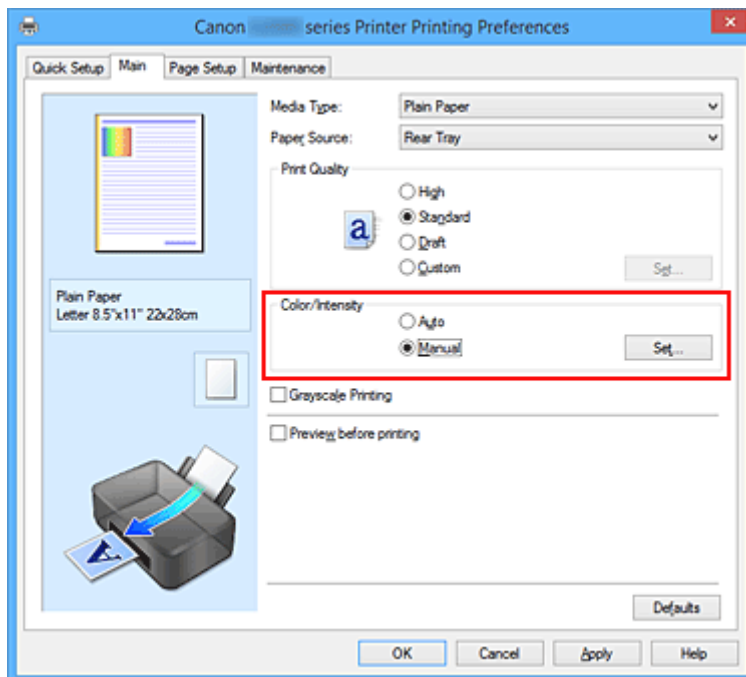 Canon series Printer Printing Preferences
Quick Setup Main Page Setup Maintenance
Media Type: Plain Paper
Paper Source: Rear Tray
Print Quality
High
a Standard
Draft
Custom Set...
Plain Paper
Letter 8.5"x11" 22x28cm
Color/Intensity
Auto
Manual Set...
Grayscale Printing
Preview before printing
A
Defaults
OK Cancel Apply Help